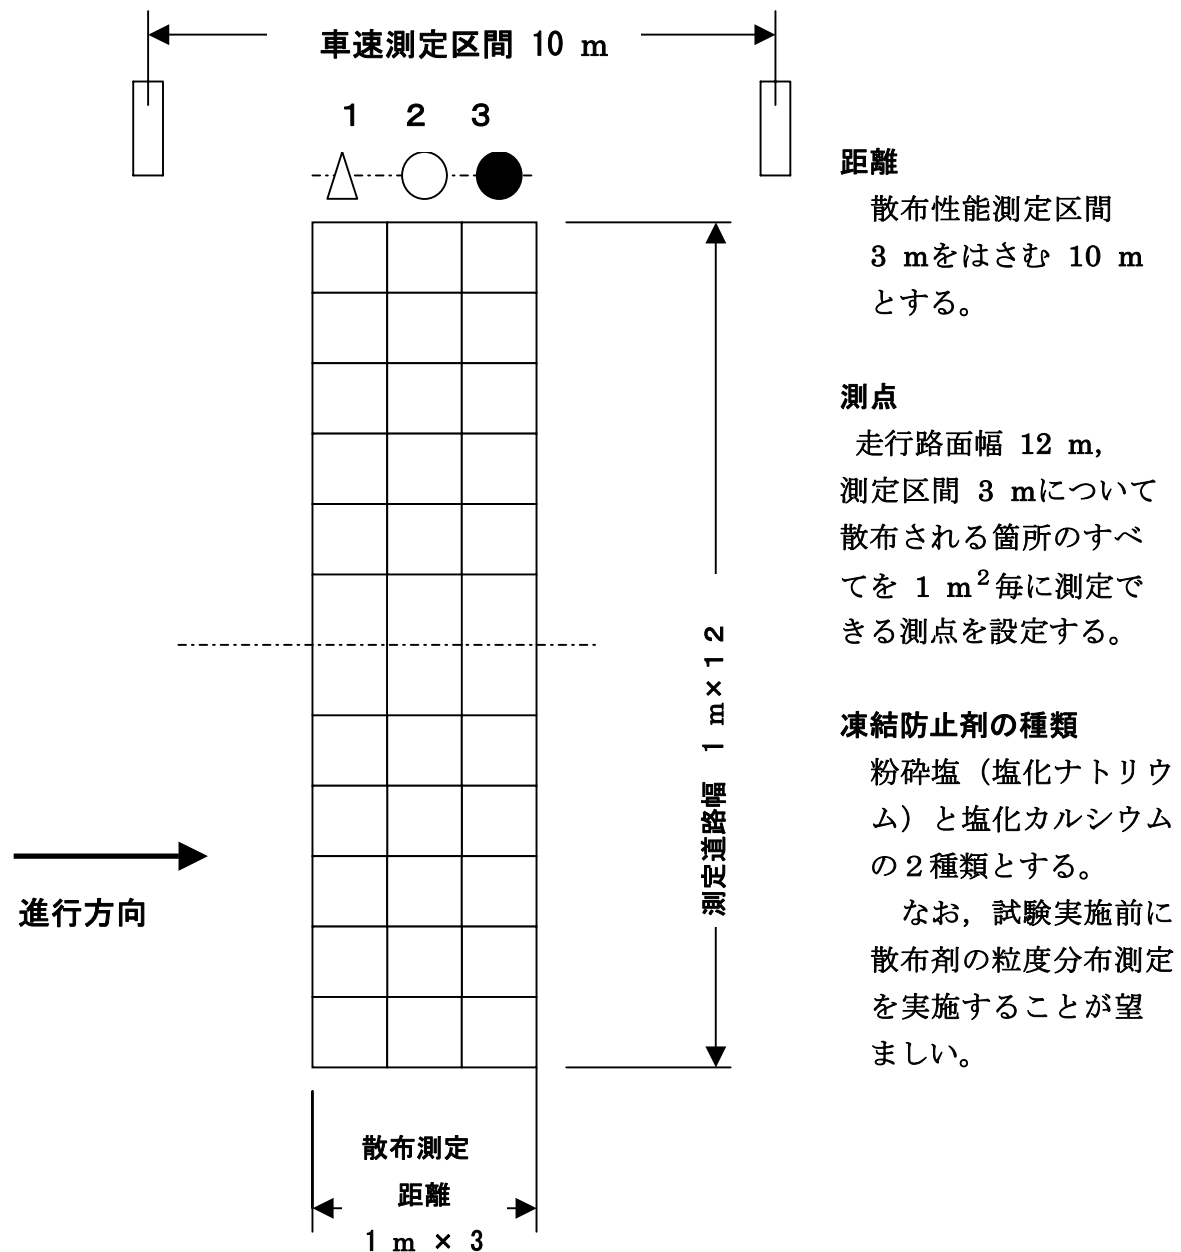 車速測定区間 10 m
1 2 3
距離
散布性能測定区間
3 mをはさむ 10 m
とする。
測点
走行路面幅 12 m,
測定区間 3 mについて
散布される箇所のすべ
てを 1 m²毎に測定で
きる測点を設定する。
測定道路幅 1 m×12
凍結防止剤の種類
粉砕塩（塩化ナトリウ
ム）と塩化カルシウム
の２種類とする。
なお，試験実施前に
散布剤の粒度分布測定
を実施することが望
ましい。
進行方向
散布測定
距離
1 m × 3